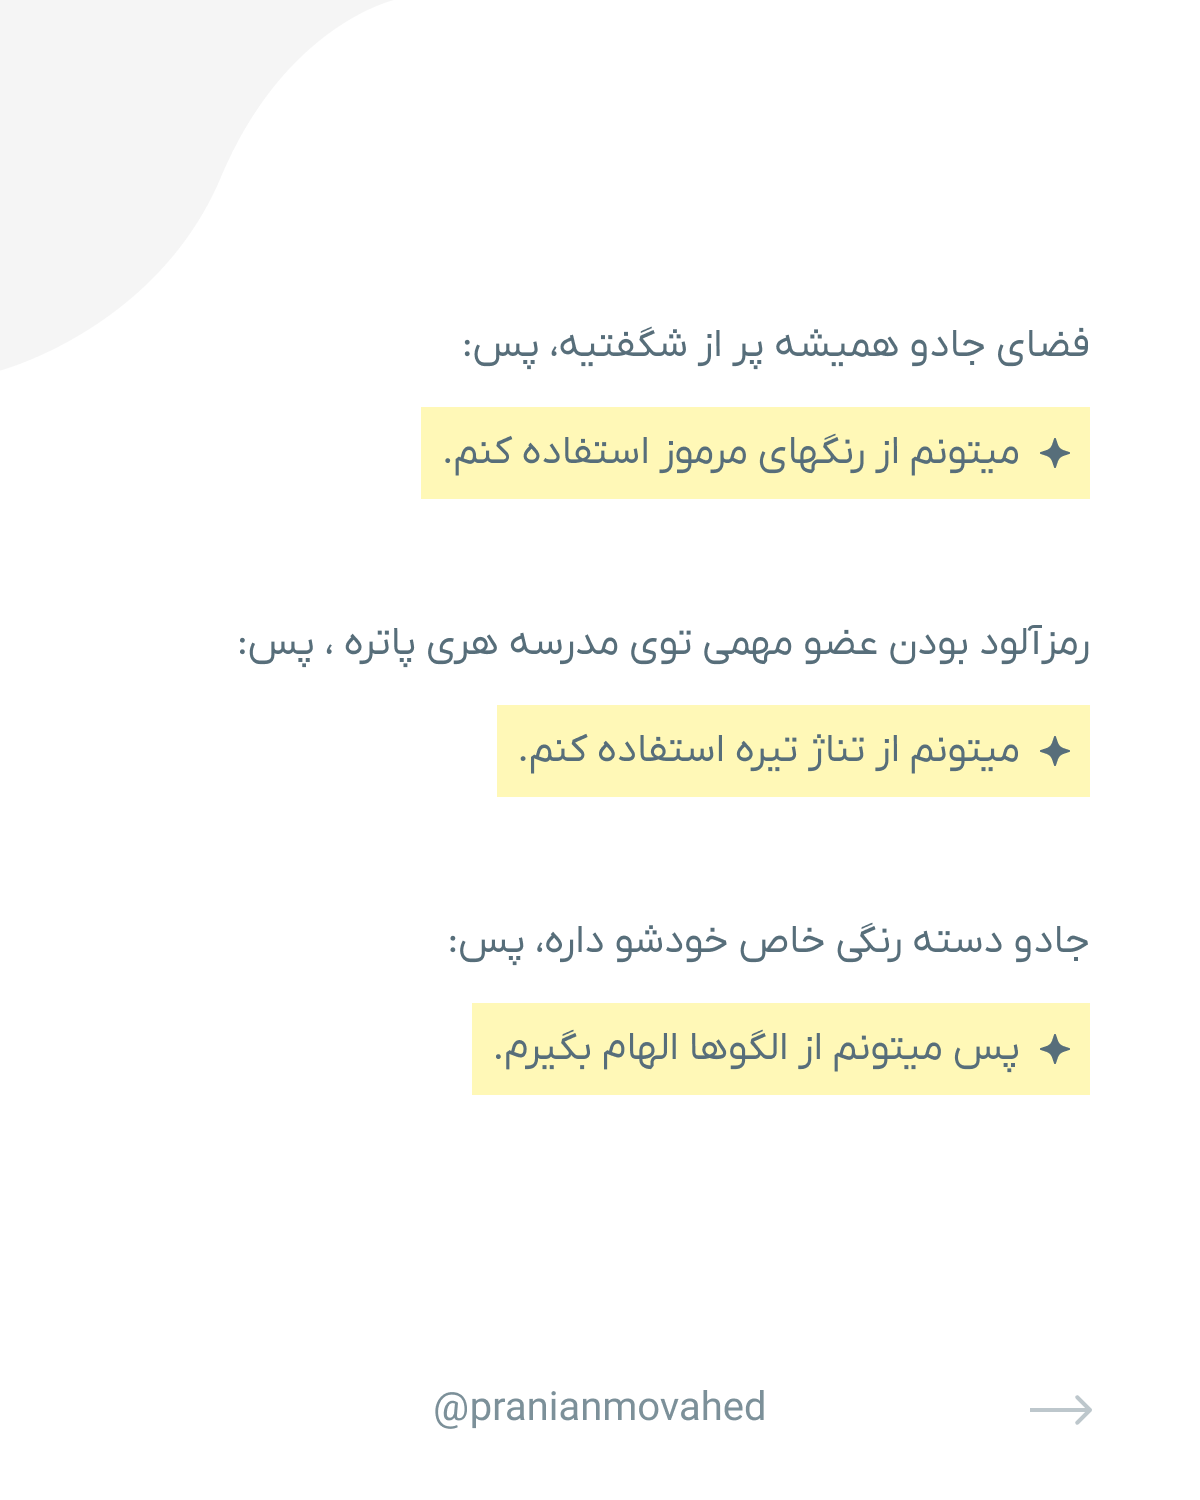 فضای جادو همیشه پر از شگفتیه، پس:
میتونم از رنگهای مرموز استفاده کنم.
رمزآلود بودن عضو مهمی توی مدرسه هری پاتره ، پس:
میتونم از تناژ تیره استفاده کنم.
جادو دسته رنگی خاص خودشو داره، پس:
پس میتونم از الگوها الهام بگیرم.
@pranianmovahed